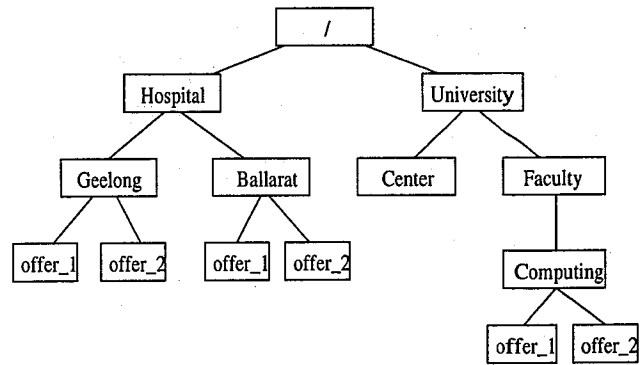 /
Hospital
University
Geelong
Ballarat
Center
Faculty
offer_1
offer_2
offer_1
offer_2
Computing
offer_1
offer_2